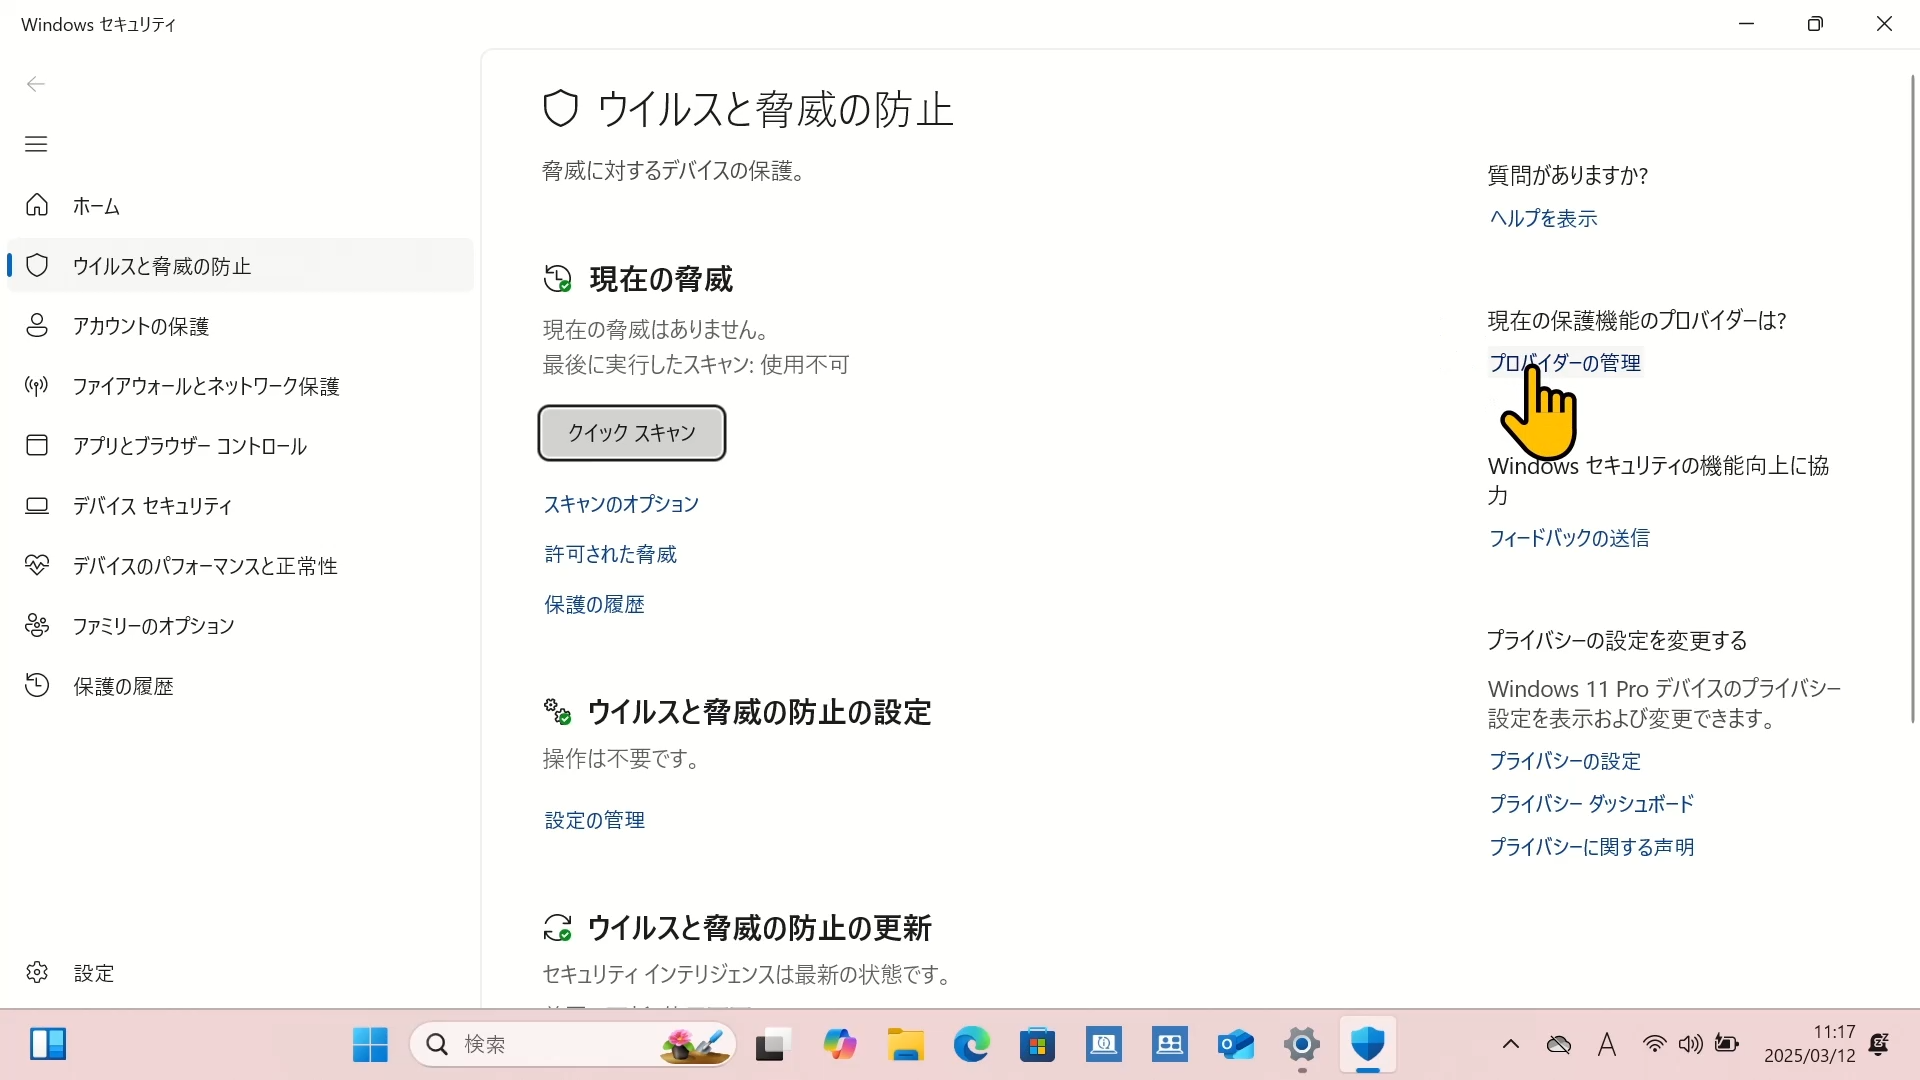 Windows セキュリティ
ホーム
ウイルスと脅威の防止
アカウントの保護
ファイアウォールとネットワーク保護
アプリとブラウザー コントロール
デバイス セキュリティ
デバイスのパフォーマンスと正常性
ファミリーのオプション
保護の履歴
設定
ウイルスと脅威の防止
脅威に対するデバイスの保護。
現在の脅威
現在の脅威はありません。
最後に実行したスキャン: 使用不可
クイック スキャン
スキャンのオプション
許可された脅威
保護の履歴
ウイルスと脅威の防止の設定
操作は不要です。
設定の管理
ウイルスと脅威の防止の更新
セキュリティ インテリジェンスは最新の状態です。
質問がありますか?
ヘルプを表示
現在の保護機能のプロバイダーは?
プロバイダーの管理
Windows セキュリティの機能向上に協
力
フィードバックの送信
プライバシーの設定を変更する
Windows 11 Pro デバイスのプライバシー
設定を表示および変更できます。
プライバシーの設定
プライバシー ダッシュボード
プライバシーに関する声明
検索
A
11:17
2025/03/12